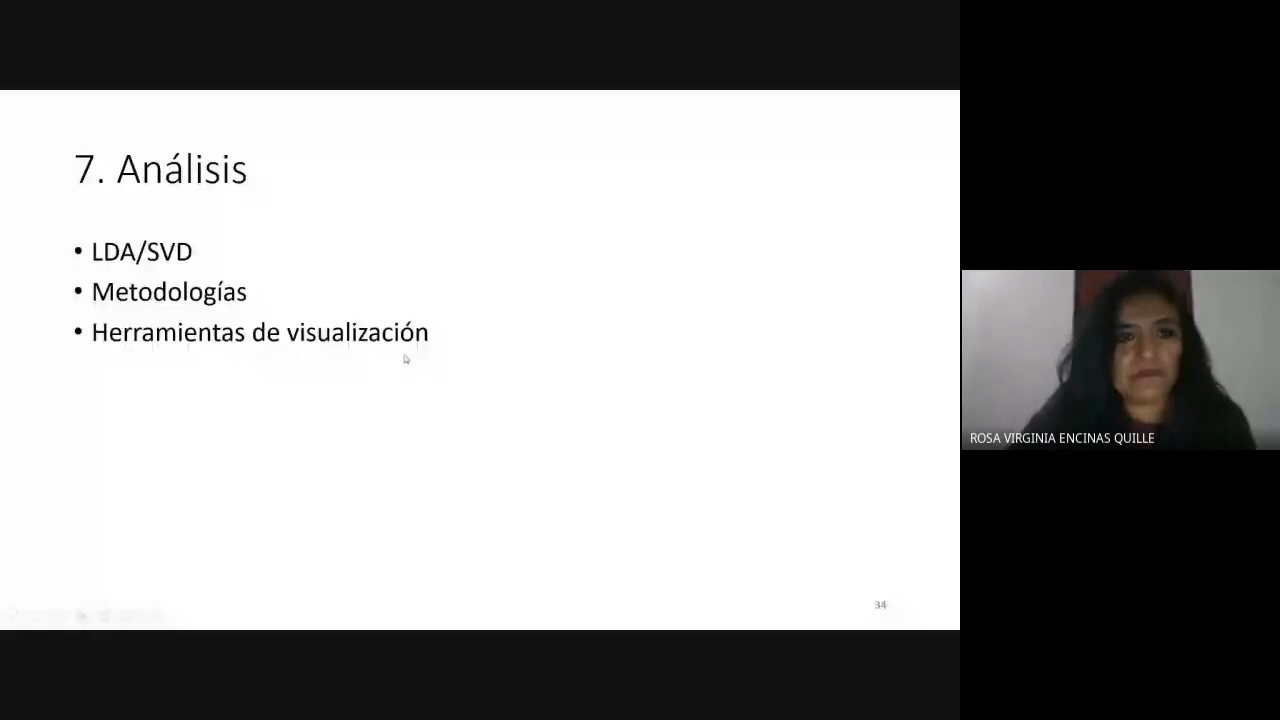 7. Análisis
• LDA/SVD
• Metodologías
• Herramientas de visualización
ROSA VIRGINIA ENCINAS QUILLE
34